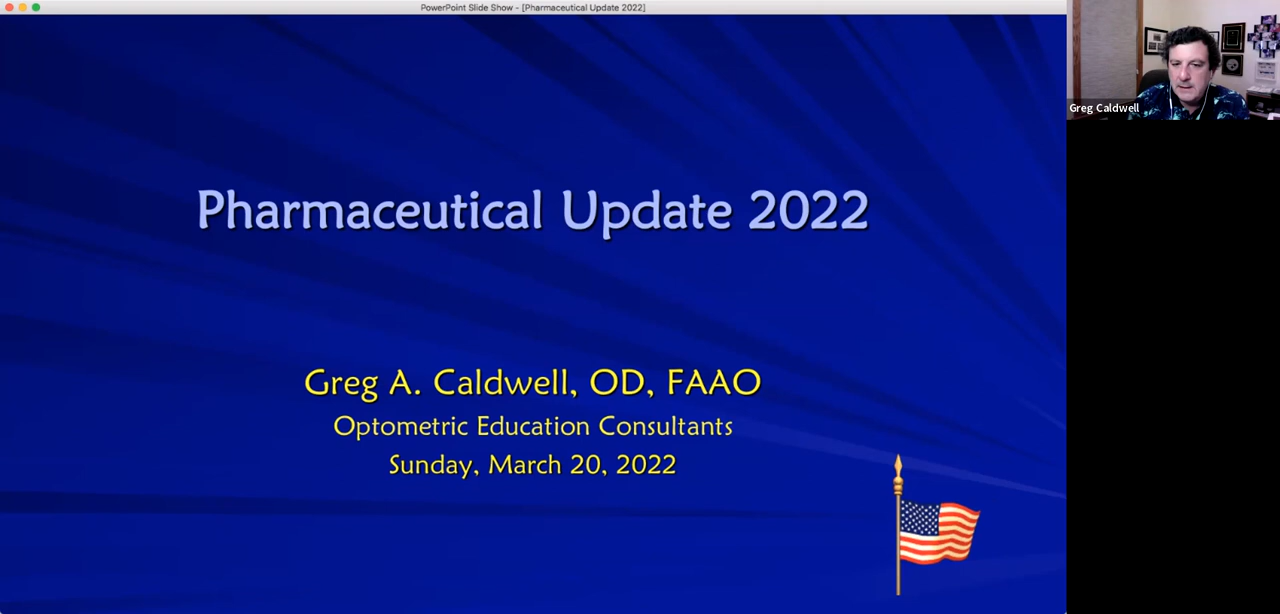 PowerPoint Slide Show - [Pharmaceutical Update 2022]
Greg Caldwell
Pharmaceutical Update 2022
Greg A. Caldwell, OD, FAAO
Optometric Education Consultants
Sunday, March 20, 2022